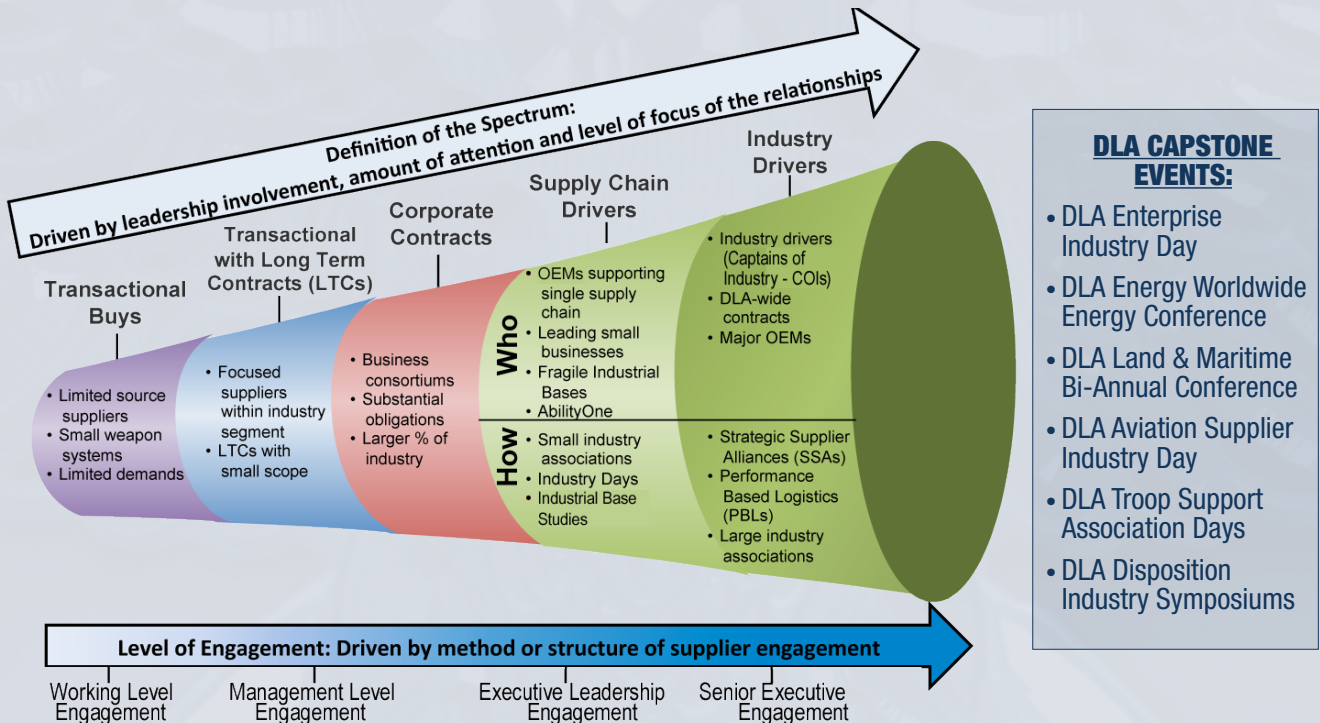 Definition of the Spectrum:
Driven by leadership involvement, amount of attention and level of focus of the relationships
Transactional
Buys
Transactional
with Long Term
Contracts (LTCs)
Corporate
Contracts
Supply Chain
Drivers
Industry
Drivers
• Limited source
suppliers
• Small weapon
systems
• Limited demands
• Focused
suppliers
within industry
segment
• LTCs with
small scope
• Business
consortiums
• Substantial
obligations
• Larger % of
industry
Who
• OEMs supporting
single supply
chain
• Leading small
businesses
• Fragile Industrial
Bases
• AbilityOne
• Industry drivers
(Captains of
Industry - COIs)
• DLA-wide
contracts
• Major OEMs
How
• Small industry
associations
• Industry Days
• Industrial Base
Studies
• Strategic Supplier
Alliances (SSAs)
• Performance
Based Logistics
(PBLs)
• Large industry
associations
Level of Engagement: Driven by method or structure of supplier engagement
Working Level
Engagement
Management Level
Engagement
Executive Leadership
Engagement
Senior Executive
Engagement
DLA CAPSTONE
EVENTS:
• DLA Enterprise
Industry Day
• DLA Energy Worldwide
Energy Conference
• DLA Land & Maritime
Bi-Annual Conference
• DLA Aviation Supplier
Industry Day
• DLA Troop Support
Association Days
• DLA Disposition
Industry Symposiums